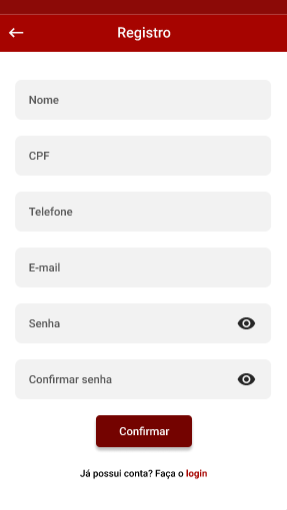 Registro
Nome
CPF
Telefone
E-mail
Senha
Confirmar senha
Confirmar
Já possui conta? Faça o login